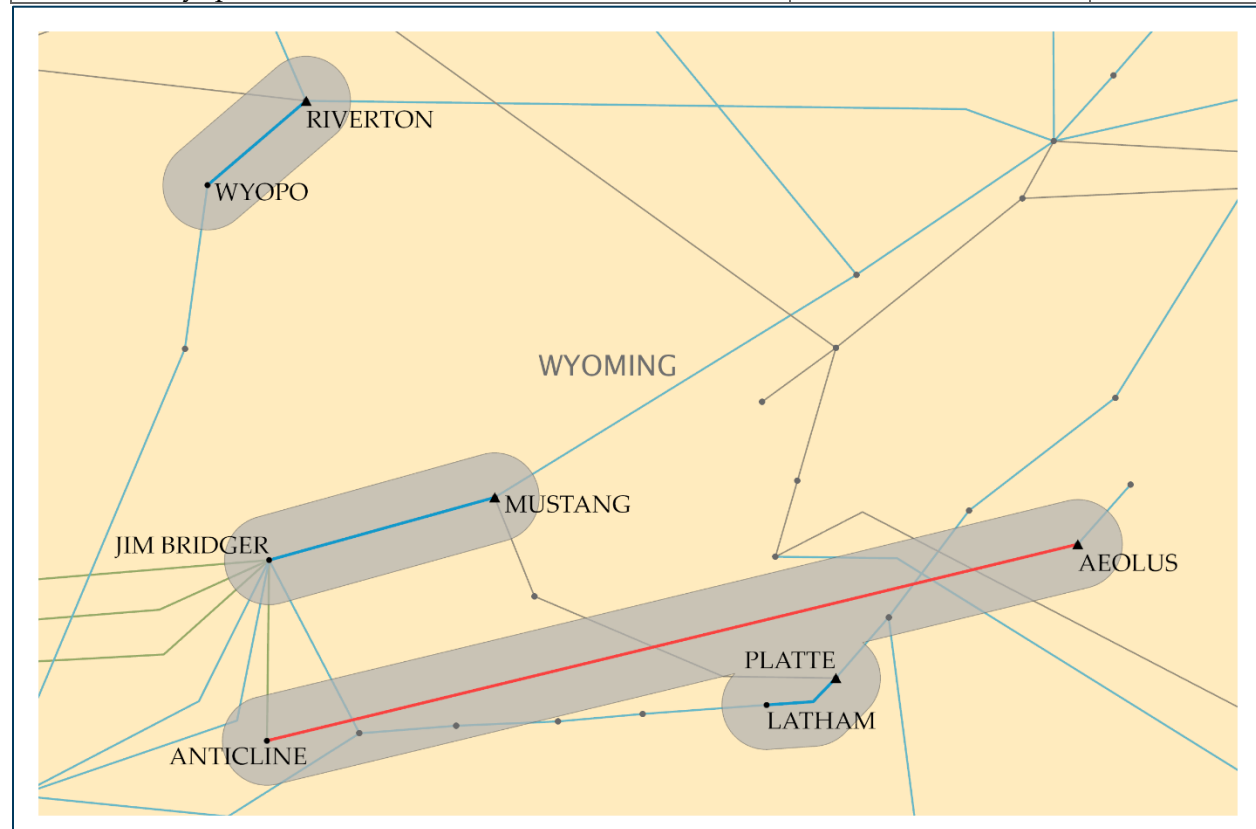 RIVERTON
WYOPO
WYOMING
MUSTANG
JIM BRIDGER
AEOLUS
PLATTE
LATHAM
ANTICLINE